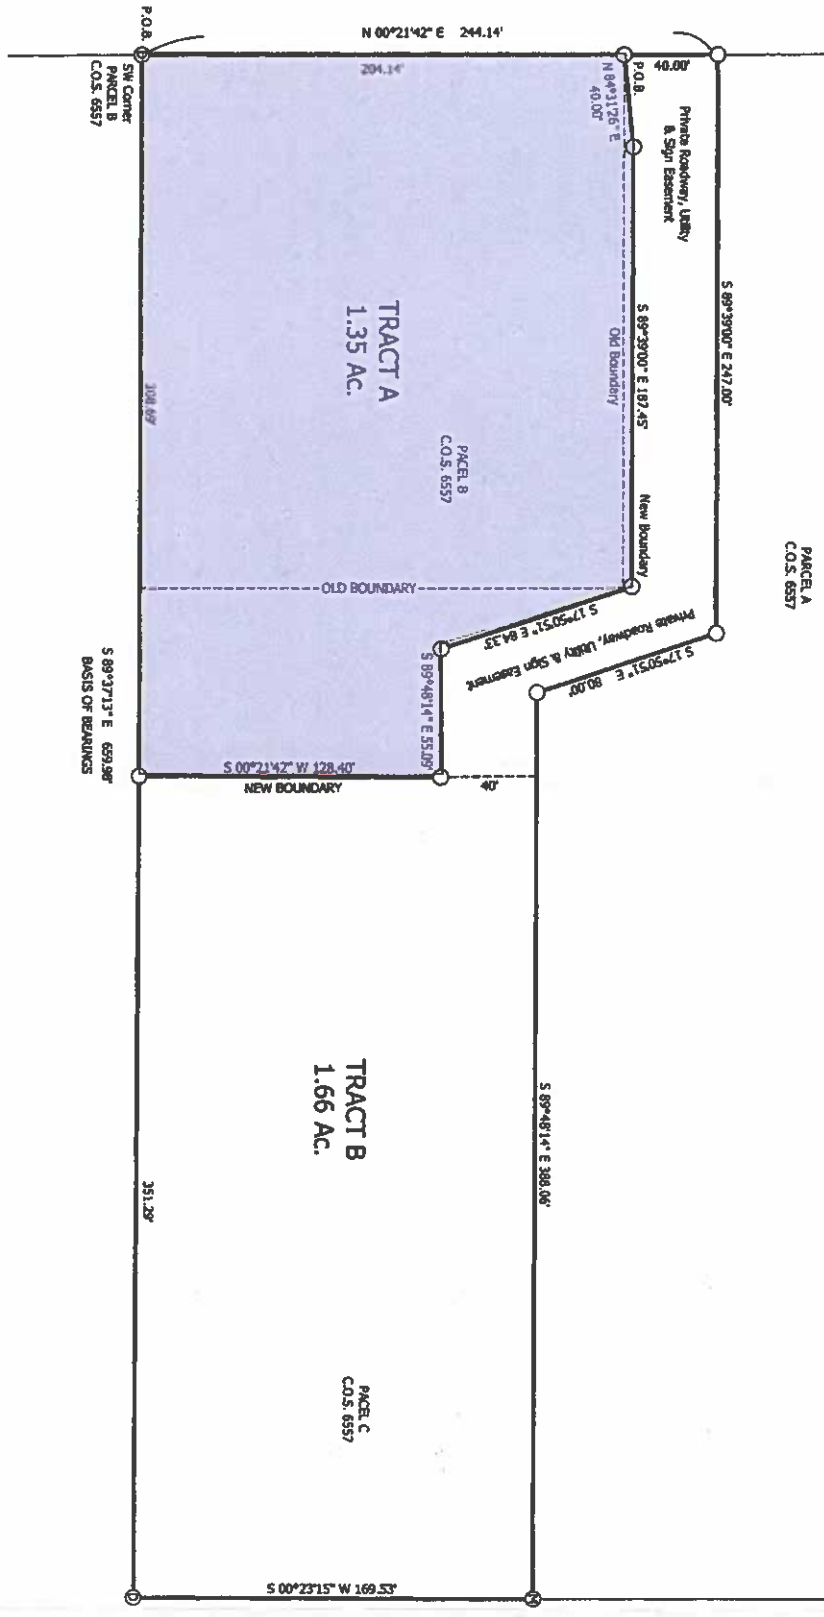 P.O.B.
N 00°21'42" E 244.14'
204.14'
40.00'
SW Corner
PARCEL B
C.O.S. 6557
P.O.B.
N 84°31'26" E
40.00'
Private Roadway, Utility
& Sign Easement
S 89°39'00" E 247.00'
S 89°39'00" E 187.45'
Old Boundary
New Boundary
TRACT A
1.35 Ac.
308.69'
PACEL B
C.O.S. 6557
PARCEL A
C.O.S. 6557
OLD BOUNDARY
S 17°50'51" E 84.33'
Private Roadway, Utility & Sign Easement
S 17°50'51" E 80.00'
S 89°48'14" E 55.09'
S 89°37'13" E 659.98'
BASIS OF BEARINGS
S 00°21'42" W 128.40'
NEW BOUNDARY
40'
TRACT B
1.66 Ac.
S 89°48'14" E 388.06'
351.29'
PACEL C
C.O.S. 6557
S 00°23'15" W 169.53'